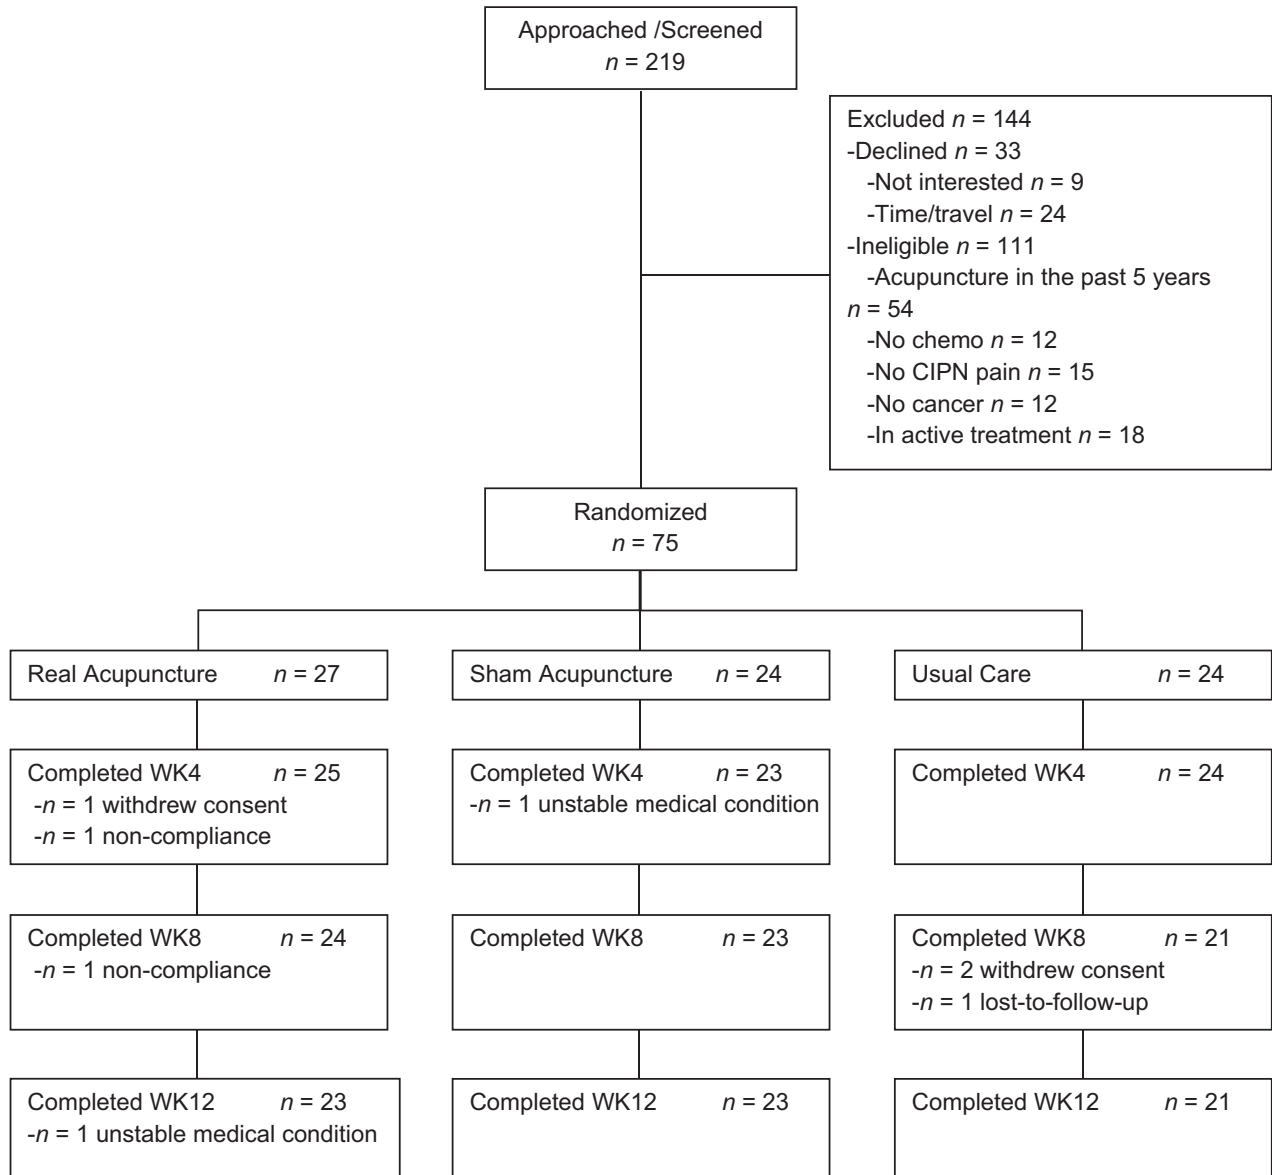 Approached /Screened
n = 219
Excluded n = 144
-Declined n = 33
-Not interested n = 9
-Time/travel n = 24
-Ineligible n = 111
-Acupuncture in the past 5 years
n = 54
-No chemo n = 12
-No CIPN pain n = 15
-No cancer n = 12
-In active treatment n = 18
Randomized
n = 75
Real Acupuncture n = 27
Sham Acupuncture n = 24
Usual Care n = 24
Completed WK4 n = 25
-n = 1 withdrew consent
-n = 1 non-compliance
Completed WK4 n = 23
-n = 1 unstable medical condition
Completed WK4 n = 24
Completed WK8 n = 24
-n = 1 non-compliance
Completed WK8 n = 23
Completed WK8 n = 21
-n = 2 withdrew consent
-n = 1 lost-to-follow-up
Completed WK12 n = 23
-n = 1 unstable medical condition
Completed WK12 n = 23
Completed WK12 n = 21